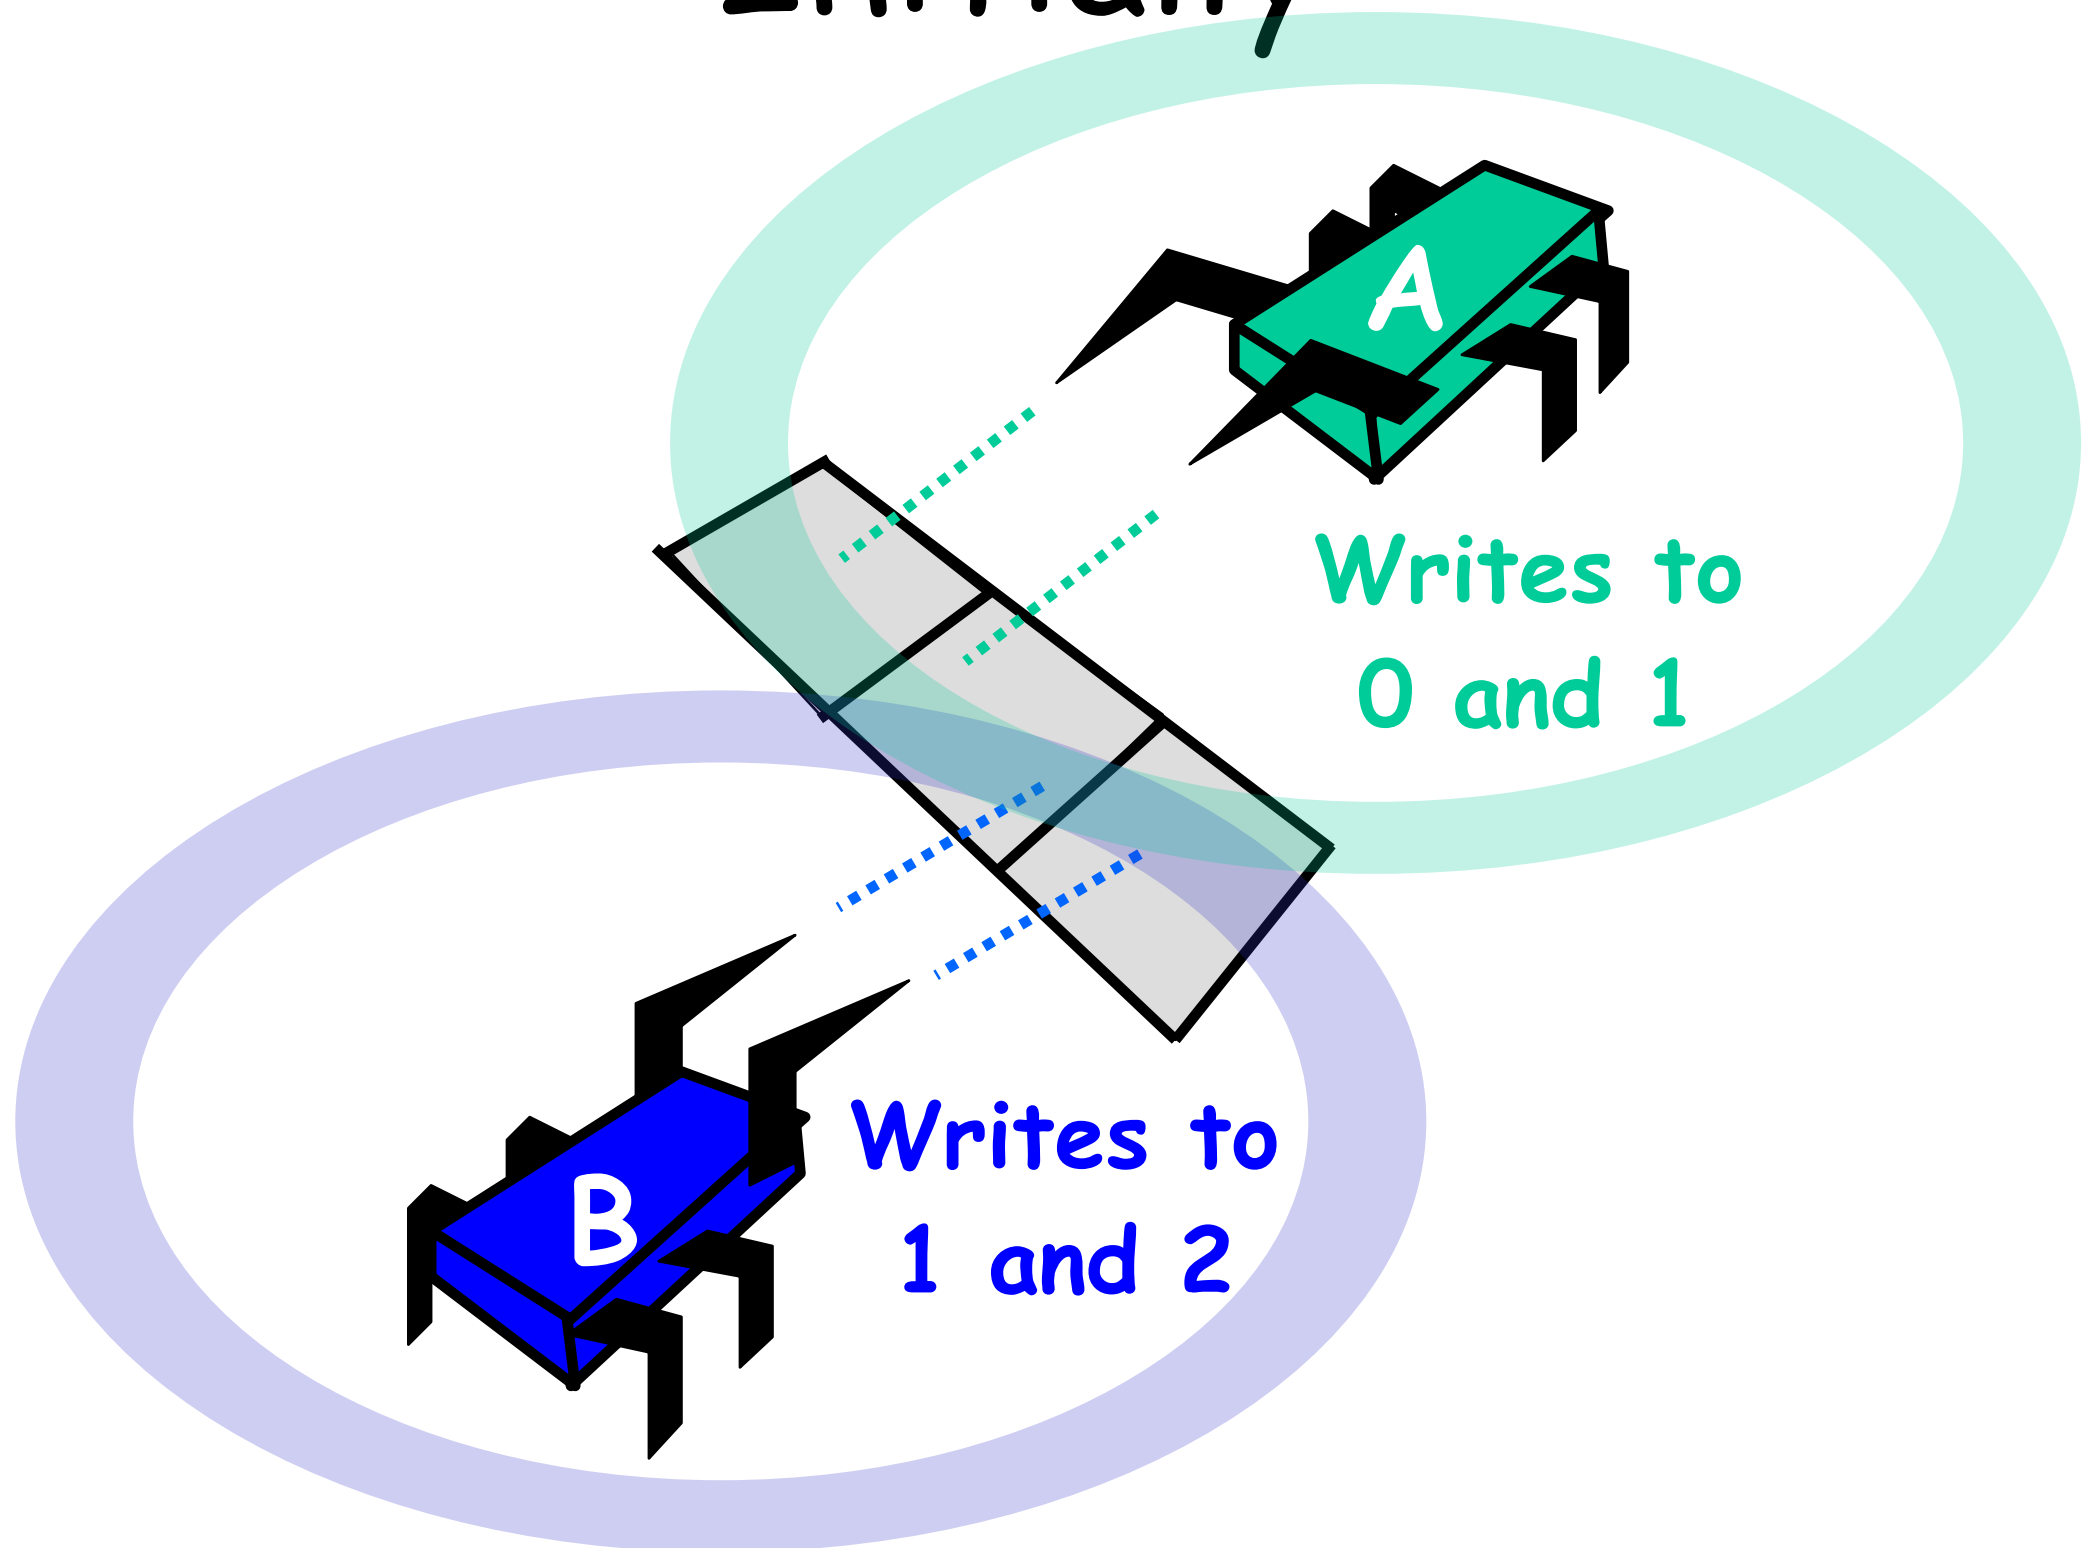 A
Writes to
0 and 1
B
Writes to
1 and 2